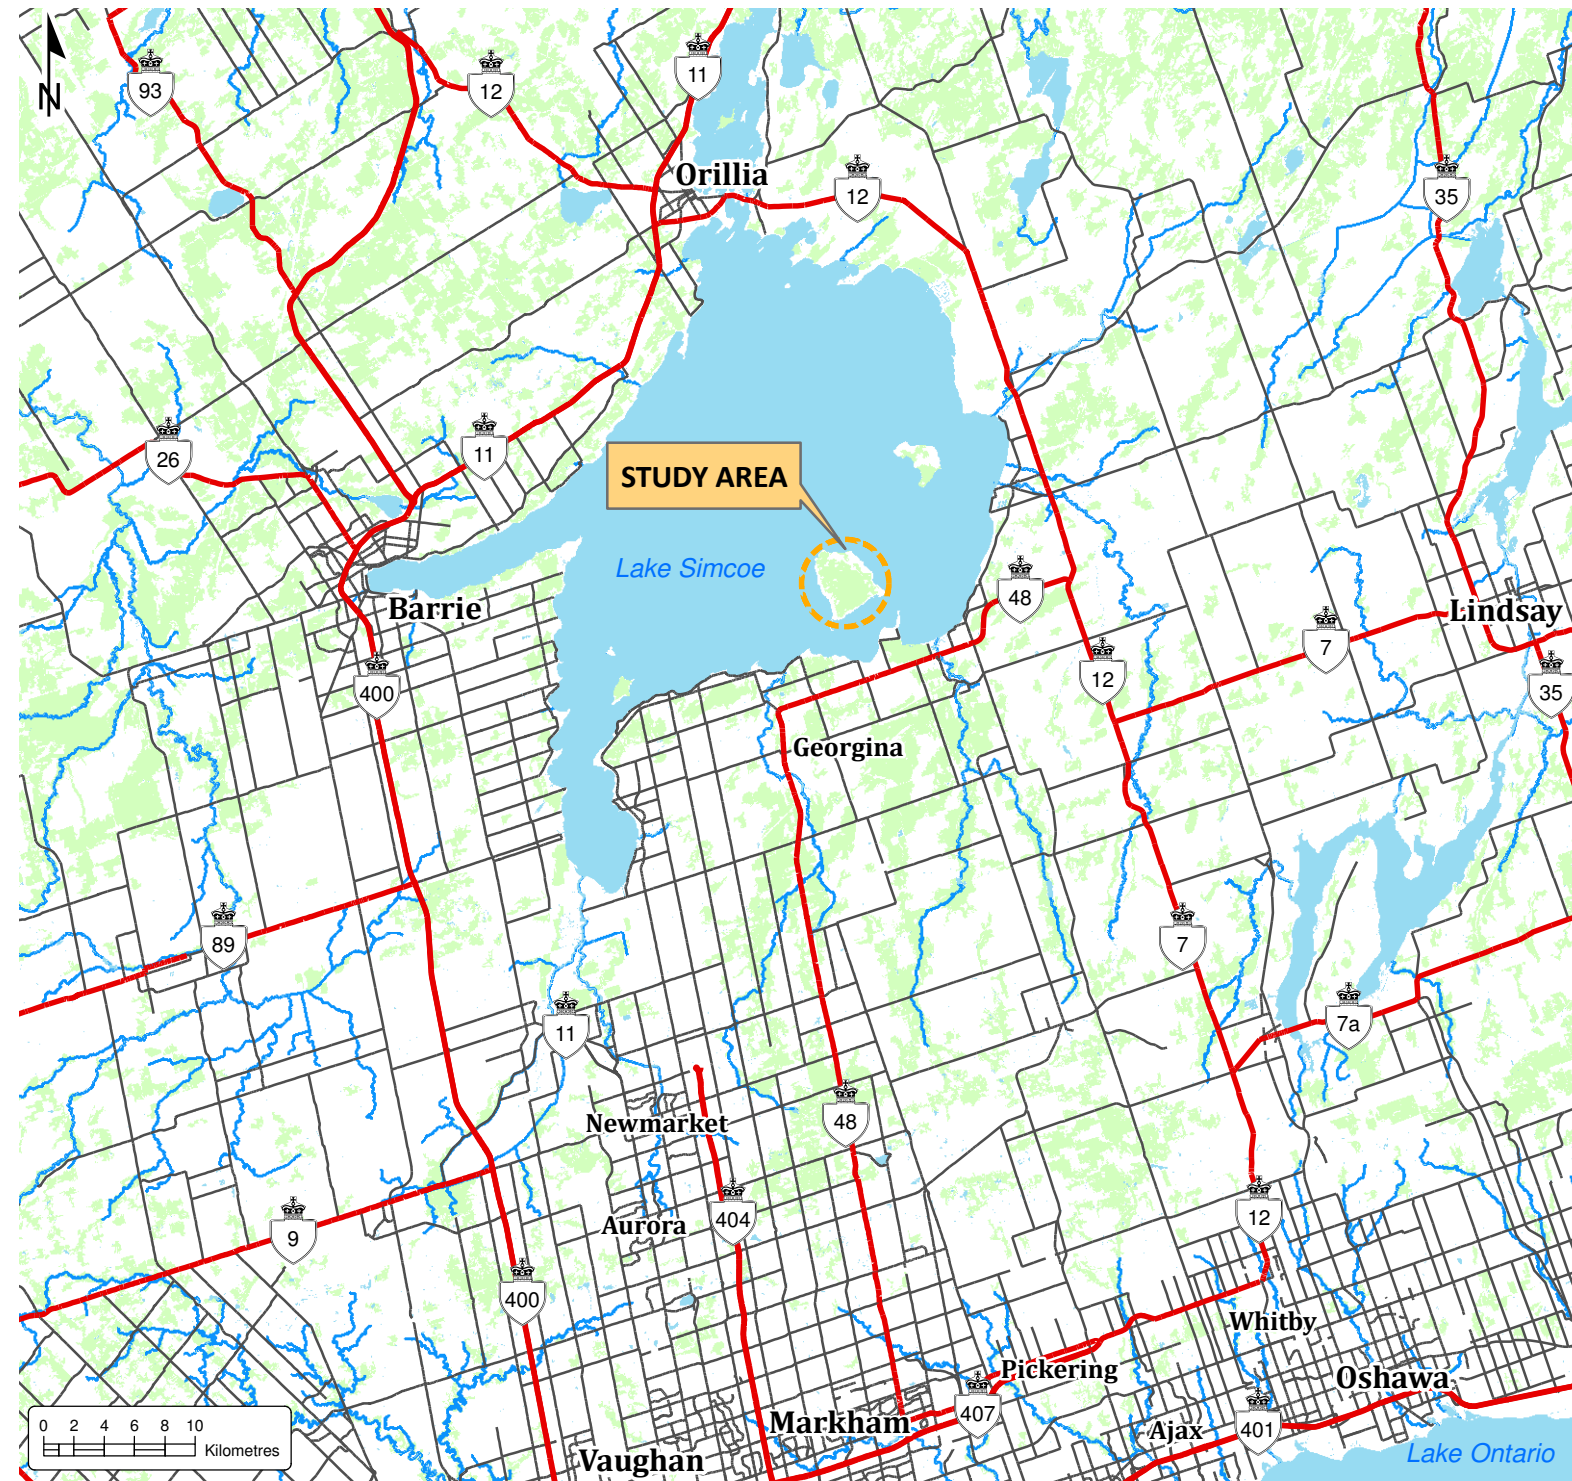 N
93
12
11
Orillia
12
35
26
11
STUDY AREA
Lake Simcoe
Barrie
48
Lindsay
7
12
35
400
Georgina
89
7
11
7a
Newmarket
48
Aurora
404
12
9
400
Whitby
Pickering
Oshawa
407
Markham
Ajax
401
Vaughan
Lake Ontario
0 2 4 6 8 10
Kilometres